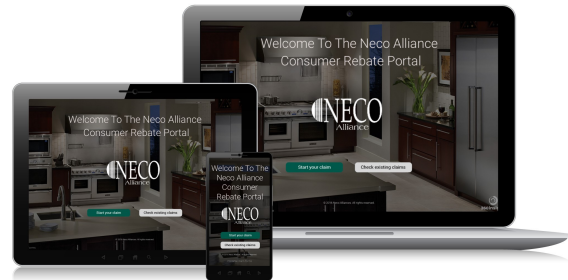 Welcome To The Neco Alliance
Consumer Rebate Portal
NECO
Alliance
Start your claim
Check existing claims
Welcome To The Neco Alliance
Consumer Rebate Portal
NECO
Alliance
Start your claim
Check existing claims
Welcome To The
Neco Alliance
Consumer
Rebate Portal
NECO
Alliance
Start your claim
Check existing claims